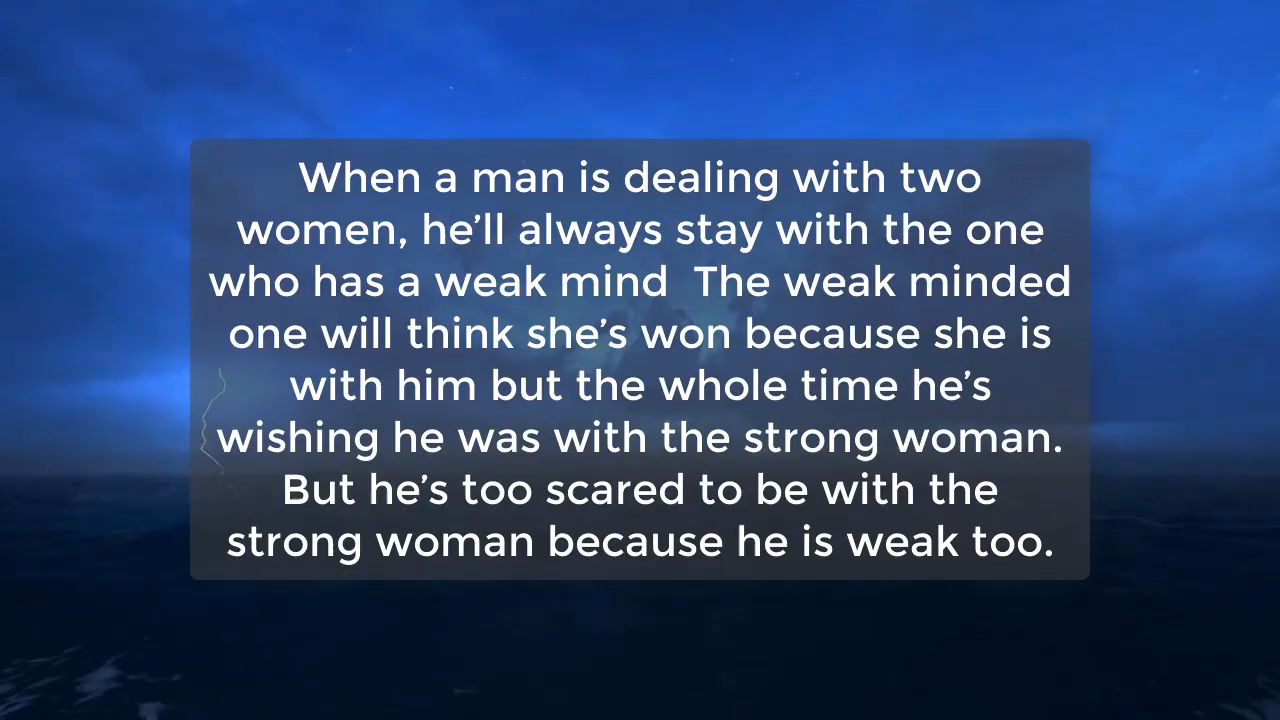 When a man is dealing with two
women, he’ll always stay with the one
who has a weak mind  The weak minded
one will think she’s won because she is
with him but the whole time he’s
wishing he was with the strong woman.
But he’s too scared to be with the
strong woman because he is weak too.